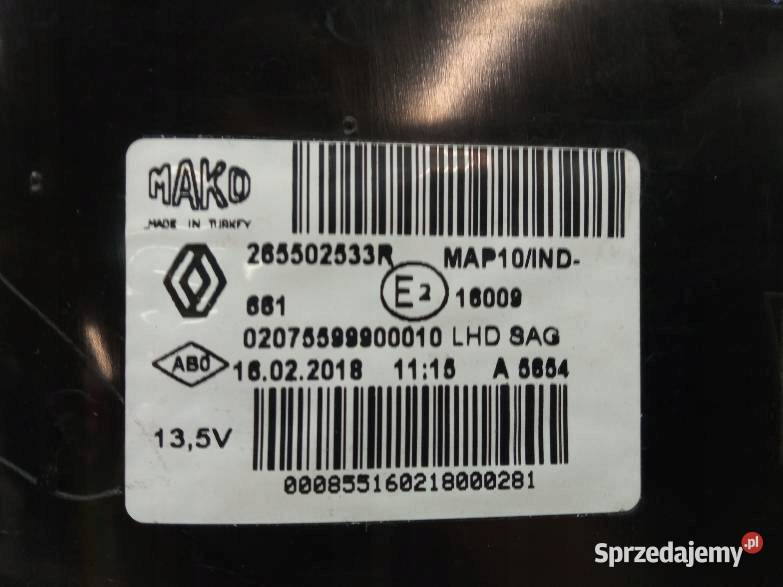 MAKO
MADE IN TURKEY
265502533R MAP10/IND-
661 E2 16009
02075599900010 LHD SAG
ABO 16.02.2018 11:15 A 5654
13,5V
000855160218000281
Sprzedajemy.pl